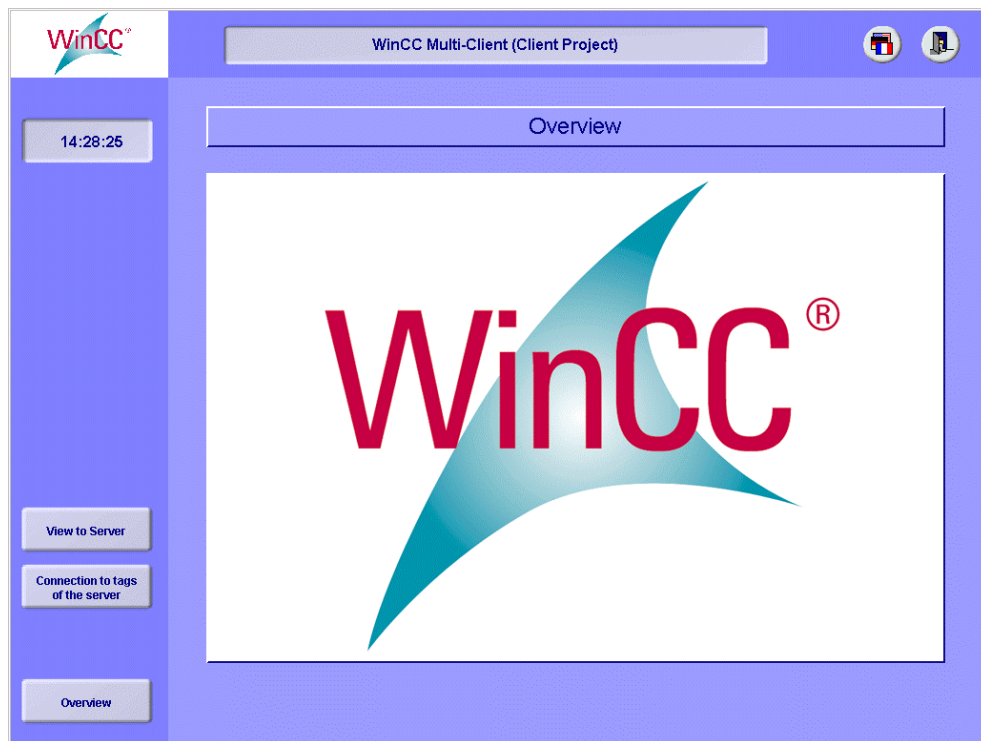 WinCC®
WinCC Multi-Client (Client Project)
14:28:25
Overview
WinCC®
View to Server
Connection to tags
of the server
Overview